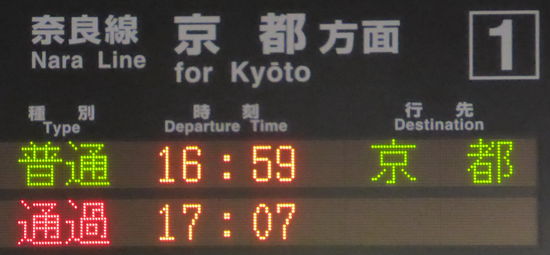 奈良線 京都方面 1
Nara Line for Kyōto
種別 時刻 行先
Type Departure Time Destination
普通 16:59 京都
通過 17:07